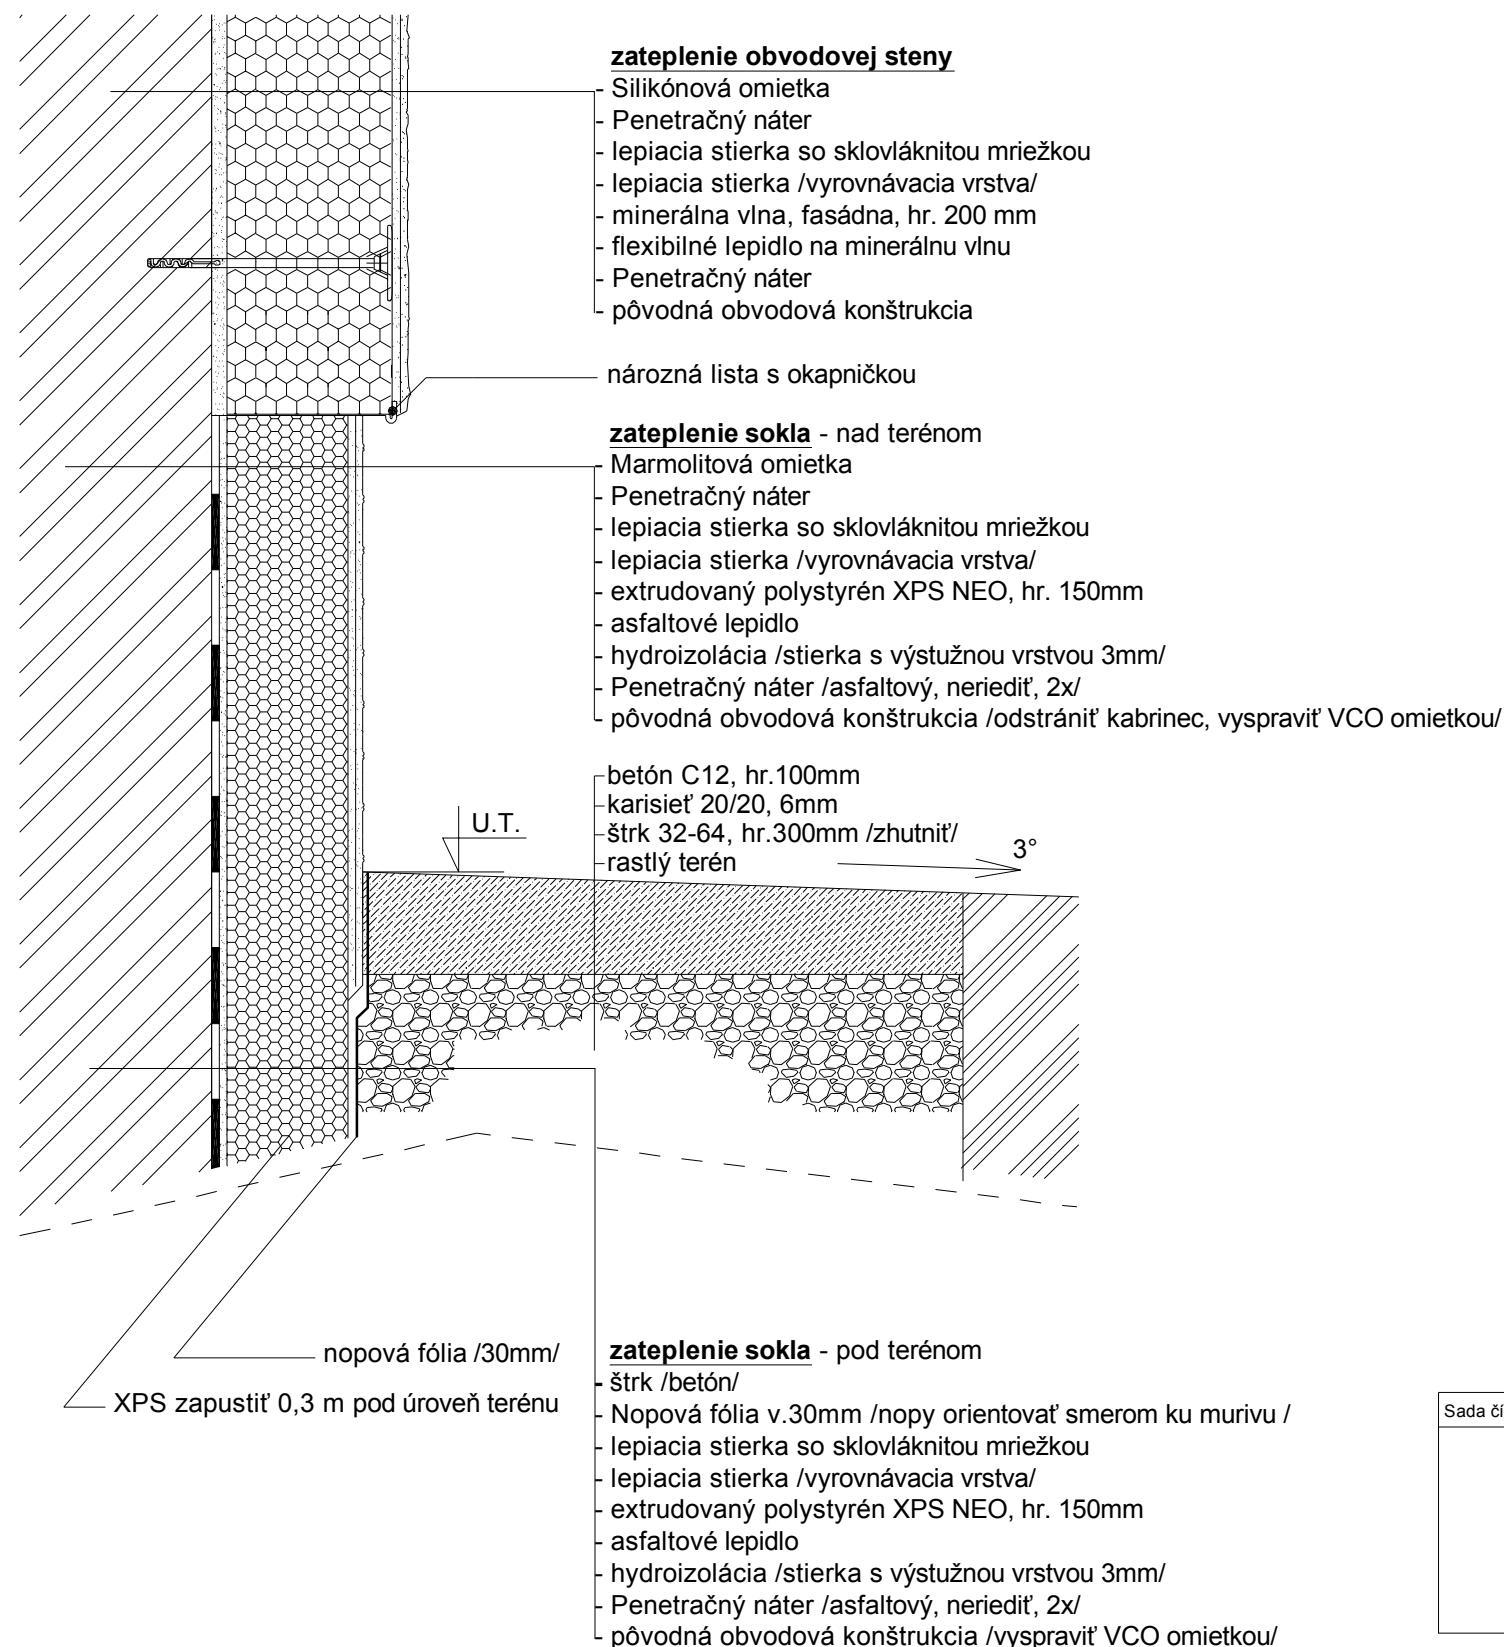 zateplenie obvodovej steny
- Silikónová omietka
- Penetračný náter
- lepiacia stierka so sklovláknitou mriežkou
- lepiacia stierka /vyrovnávacia vrstva/
- minerálna vlna, fasádna, hr. 200 mm
- flexibilné lepidlo na minerálnu vlnu
- Penetračný náter
- pôvodná obvodová konštrukcia
nározná lista s okapničkou
zateplenie sokla - nad terénom
- Marmolitová omietka
- Penetračný náter
- lepiacia stierka so sklovláknitou mriežkou
- lepiacia stierka /vyrovnávacia vrstva/
- extrudovaný polystyrén XPS NEO, hr. 150mm
- asfaltové lepidlo
- hydroizolácia /stierka s výstužnou vrstvou 3mm/
- Penetračný náter /asfaltový, neriediť, 2x/
- pôvodná obvodová konštrukcia /odstrániť kabrinec, vyspraviť VCO omietkou/
betón C12, hr.100mm
karisieť 20/20, 6mm
štrk 32-64, hr.300mm /zhutniť/
rastlý terén
U.T.
3°
nopová fólia /30mm/
XPS zapustiť 0,3 m pod úroveň terénu
zateplenie sokla - pod terénom
- štrk /betón/
- Nopová fólia v.30mm /nopy orientovať smerom ku murivu /
- lepiacia stierka so sklovláknitou mriežkou
- lepiacia stierka /vyrovnávacia vrstva/
- extrudovaný polystyrén XPS NEO, hr. 150mm
- asfaltové lepidlo
- hydroizolácia /stierka s výstužnou vrstvou 3mm/
- Penetračný náter /asfaltový, neriediť, 2x/
- pôvodná obvodová konštrukcia /vyspraviť VCO omietkou/
Sada čí